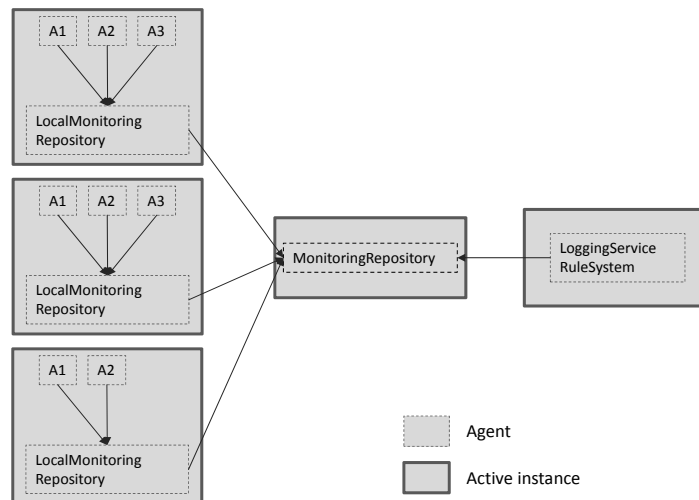 A1 A2 A3
LocalMonitoring
Repository
A1 A2 A3
LocalMonitoring
Repository
A1 A2
LocalMonitoring
Repository
MonitoringRepository
LoggingService
RuleSystem
Agent
Active instance